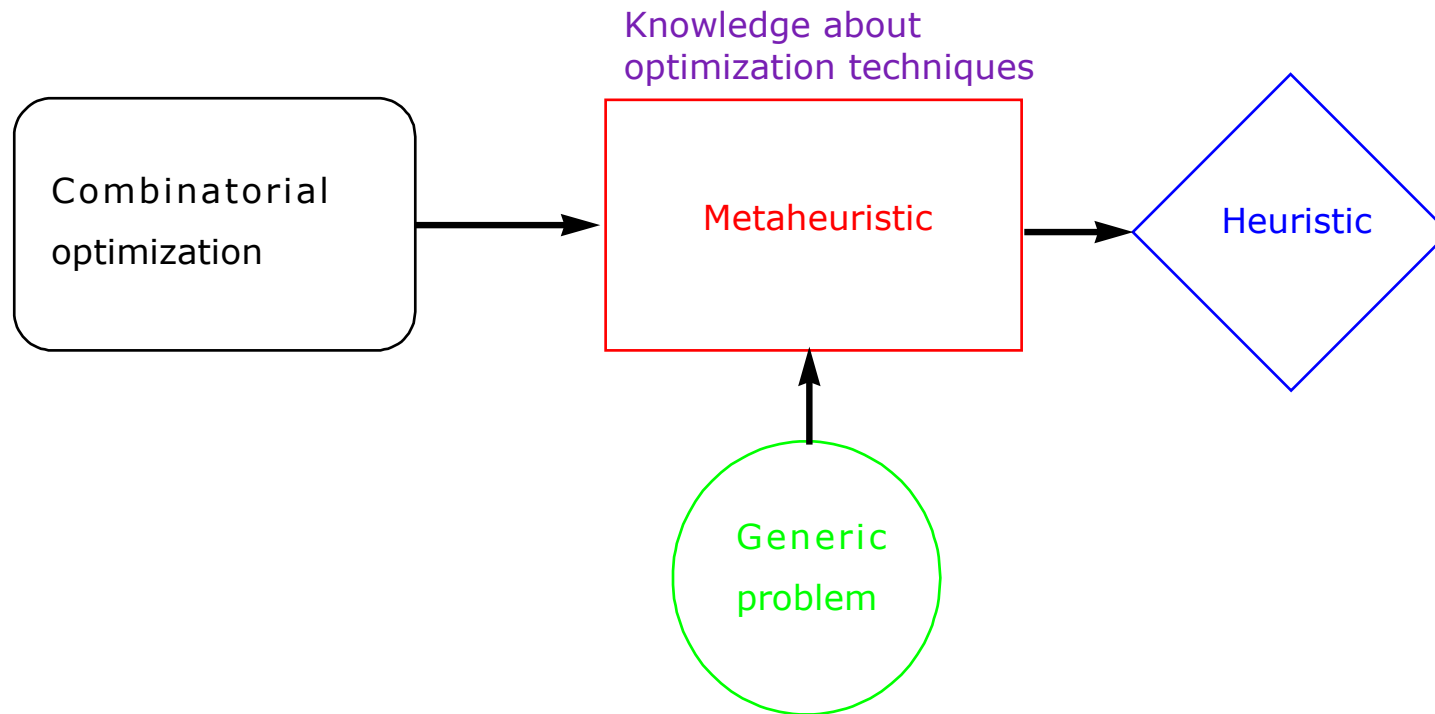 Knowledge about
optimization techniques
Combinatorial
optimization
Metaheuristic
Heuristic
Generic
problem